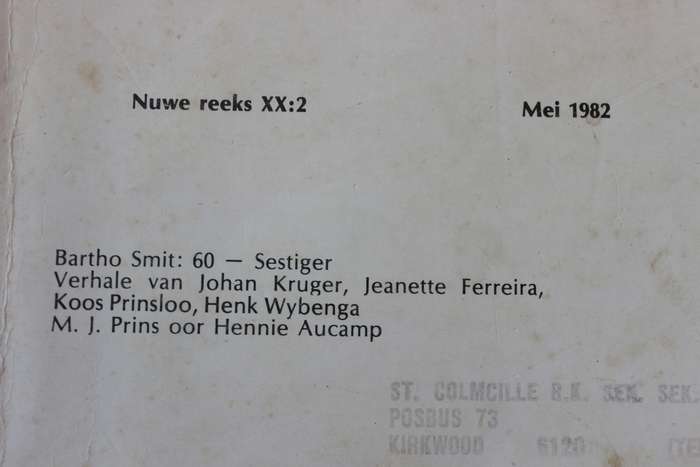 Nuwe reeks XX:2 Mei 1982
Bartho Smit: 60 — Sestiger
Verhale van Johan Kruger, Jeanette Ferreira,
Koos Prinsloo, Henk Wybenga
M. J. Prins oor Hennie Aucamp
ST. COLMCILLE R.K. SEK. SEK.
POSBUS 73
KIRKWOOD 6120